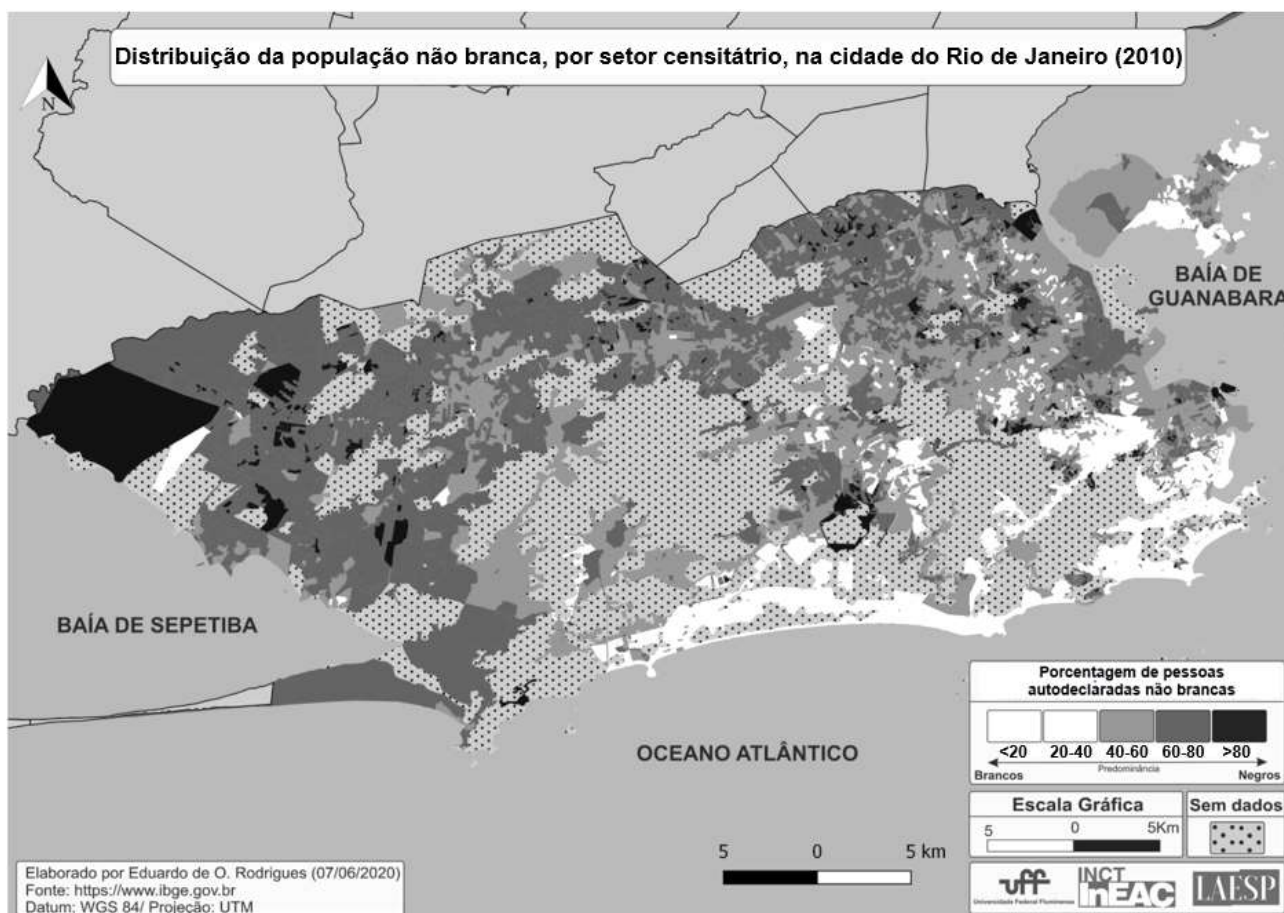 Distribuição da população não branca, por setor censitátrio, na cidade do Rio de Janeiro (2010)
N
BAÍA DE
GUANABARA
BAÍA DE SEPETIBA
OCEANO ATLÂNTICO
Porcentagem de pessoas
autodeclaradas não brancas
<20 20-40 40-60 60-80 >80
Predominância
Brancos Negros
Escala Gráfica
5 0 5Km
Sem dados
5 0 5 km
Elaborado por Eduardo de O. Rodrigues (07/06/2020)
Fonte: https://www.ibge.gov.br
Datum: WGS 84/ Projeção: UTM
uff
Universidade Federal Fluminense
INCT
InEAC
LAESP